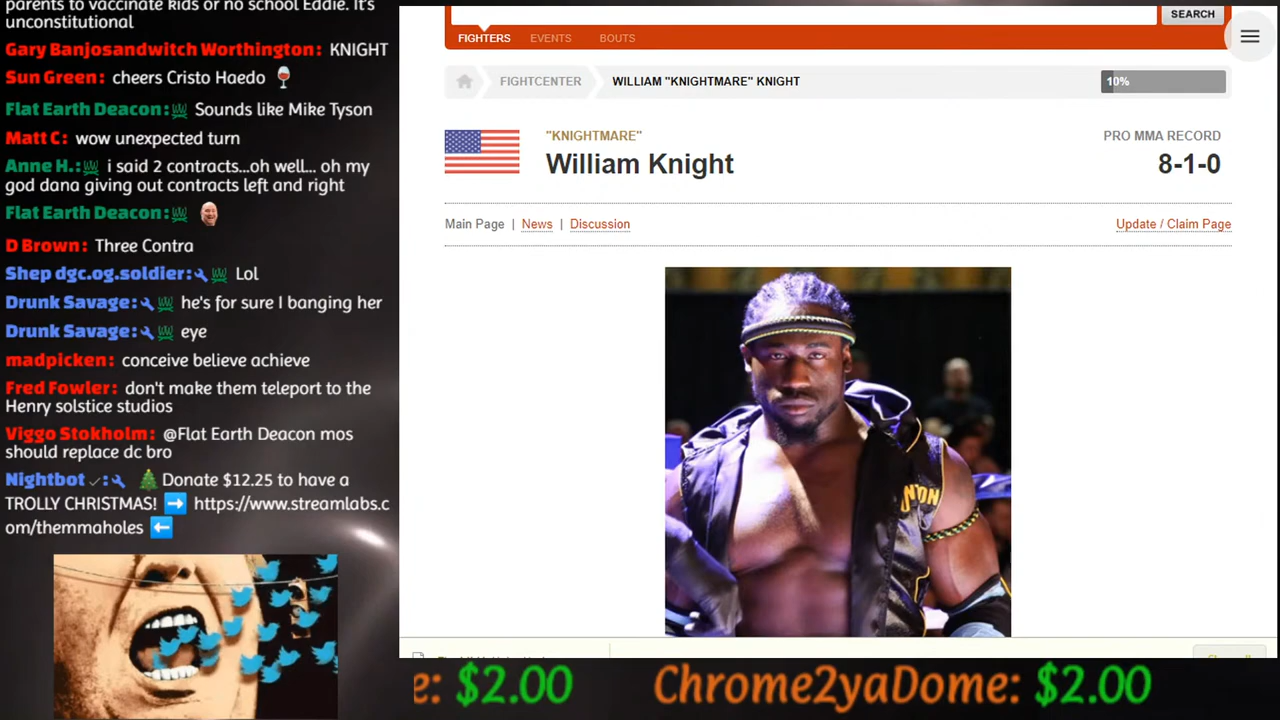 parents to vaccinate kids or no school Eddie. It's
unconstitutional
Gary Banjosandwitch Worthington: KNIGHT
Sun Green: cheers Cristo Haedo 🍷
Flat Earth Deacon: Sounds like Mike Tyson
Matt C: wow unexpected turn
Anne H.: i said 2 contracts...oh well... oh my
god dana giving out contracts left and right
Flat Earth Deacon:
D Brown: Three Contra
Shep dgc.og.soldier: Lol
Drunk Savage: he's for sure I banging her
Drunk Savage: eye
madpicken: conceive believe achieve
Fred Fowler: don't make them teleport to the
Henry solstice studios
Viggo Stokholm: @Flat Earth Deacon mos
should replace dc bro
Nightbot ✓: 🎄Donate $12.25 to have a
TROLLY CHRISTMAS! ➡️ https://www.streamlabs.c
om/themmaholes ⬅️
SEARCH
FIGHTERS EVENTS BOUTS
FIGHTCENTER WILLIAM "KNIGHTMARE" KNIGHT 10%
"KNIGHTMARE" PRO MMA RECORD
William Knight 8-1-0
Main Page | News | Discussion Update / Claim Page
e: $2.00 Chrome2yaDome: $2.00